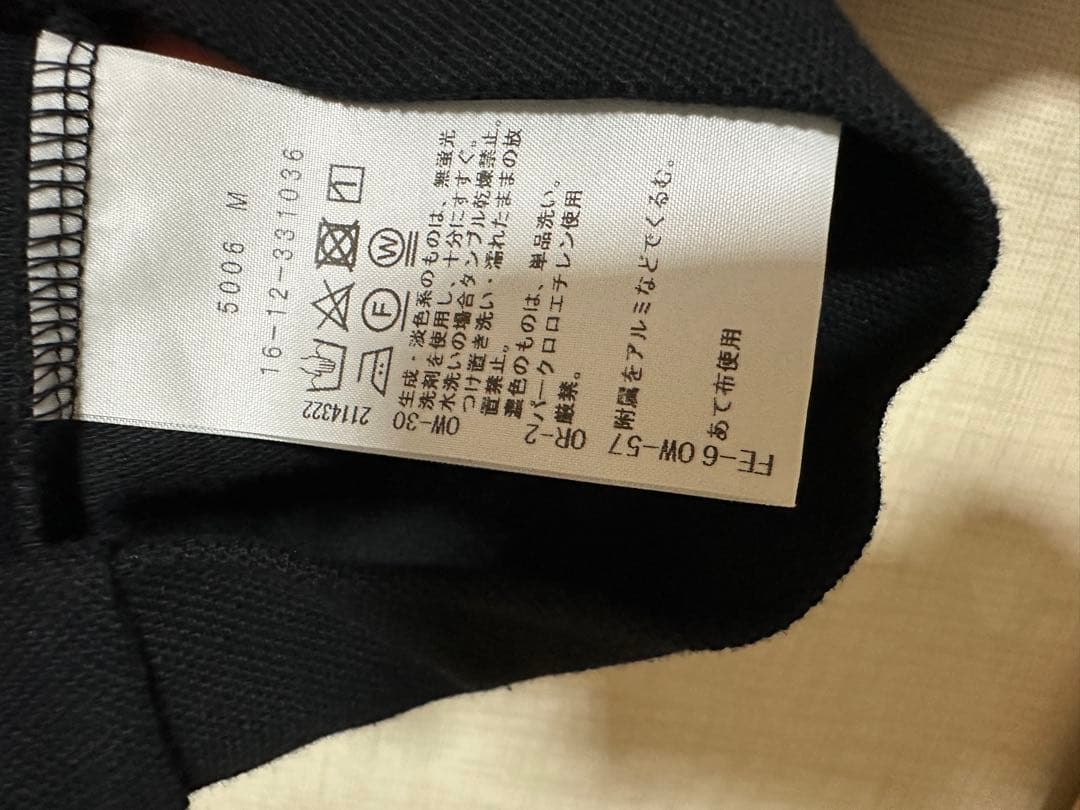 5006 M
16-12-331036
F W
2114322
OW-30
生成・淡色系のものは、無蛍光
洗剤を使用し、十分にすすぐ。
OW-
水洗いの場合タンブル乾燥禁止。
つけ置き洗い・濡れたままの放
置禁止。
濃色のものは、単品洗い。
OR-2
パークロロエチレン使用
厳禁。
OW-57
附属をアルミなどでくるむ。
FE-6
あて布使用